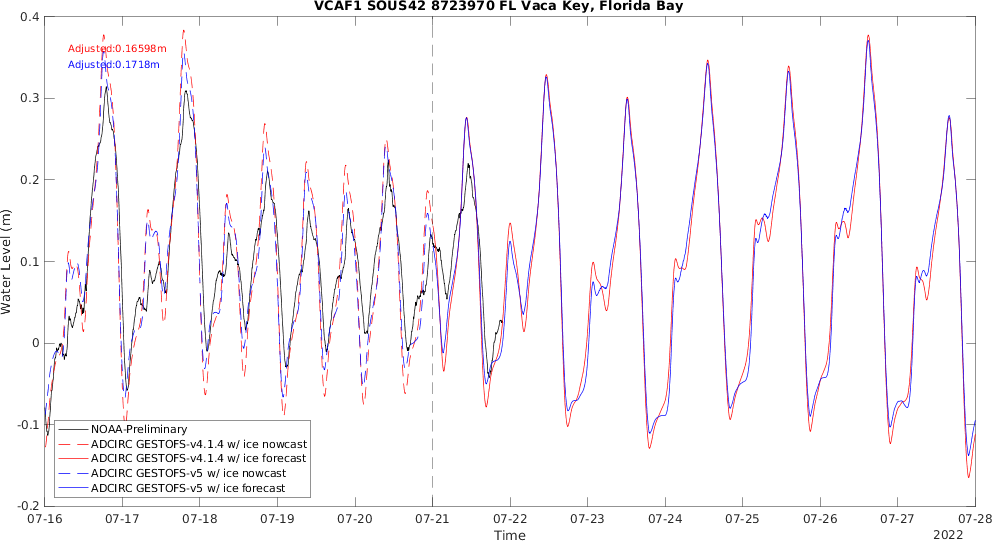 VCAF1 SOUS42 8723970 FL Vaca Key, Florida Bay
0.4
Adjusted:0.16598m
Adjusted:0.1718m
0.3
0.2
0.1
0
-0.1
-0.2
Water Level (m)
NOAA-Preliminary
ADCIRC GESTOFS-v4.1.4 w/ ice nowcast
ADCIRC GESTOFS-v4.1.4 w/ ice forecast
ADCIRC GESTOFS-v5 w/ ice nowcast
ADCIRC GESTOFS-v5 w/ ice forecast
07-16 07-17 07-18 07-19 07-20 07-21 07-22 07-23 07-24 07-25 07-26 07-27 07-28
Time
2022